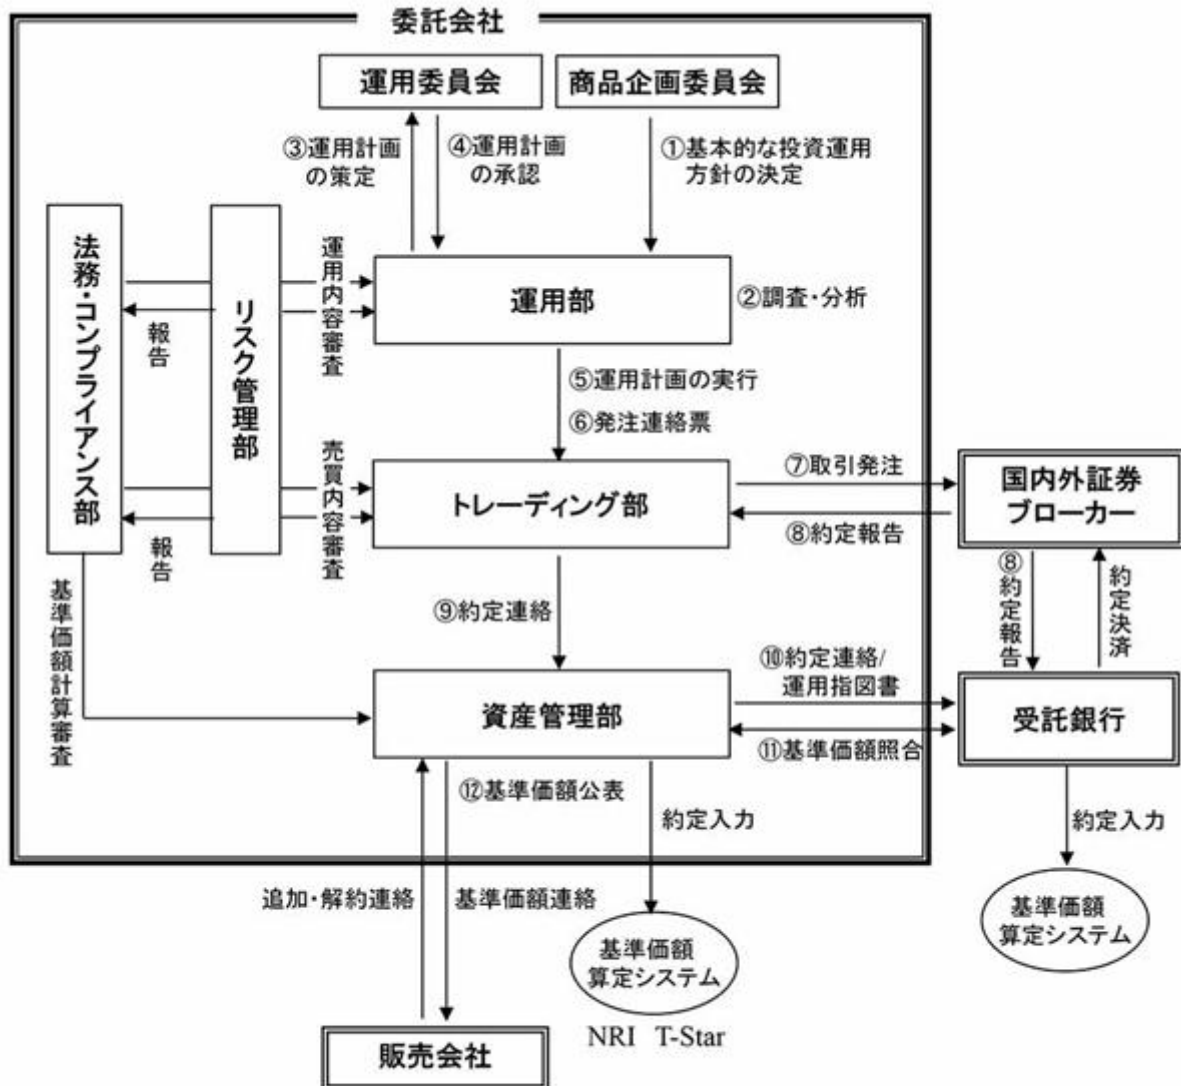 委託会社
運用委員会
商品企画委員会
③運用計画
の策定
④運用計画
の承認
①基本的な投資運用
方針の決定
法務・コンプライアンス部
リスク管理部
運用内容審査
報告
運用部
②調査・分析
⑤運用計画の実行
⑥発注連絡票
売買内容審査
報告
トレーディング部
⑦取引発注
⑧約定報告
国内外証券
ブローカー
⑧約定報告
約定決済
⑨約定連絡
基準価額計算審査
資産管理部
⑩約定連絡/
運用指図書
⑪基準価額照合
受託銀行
⑫基準価額公表
約定入力
約定入力
追加・解約連絡
基準価額連絡
基準価額
算定システム
基準価額
算定システム
NRI T-Star
販売会社